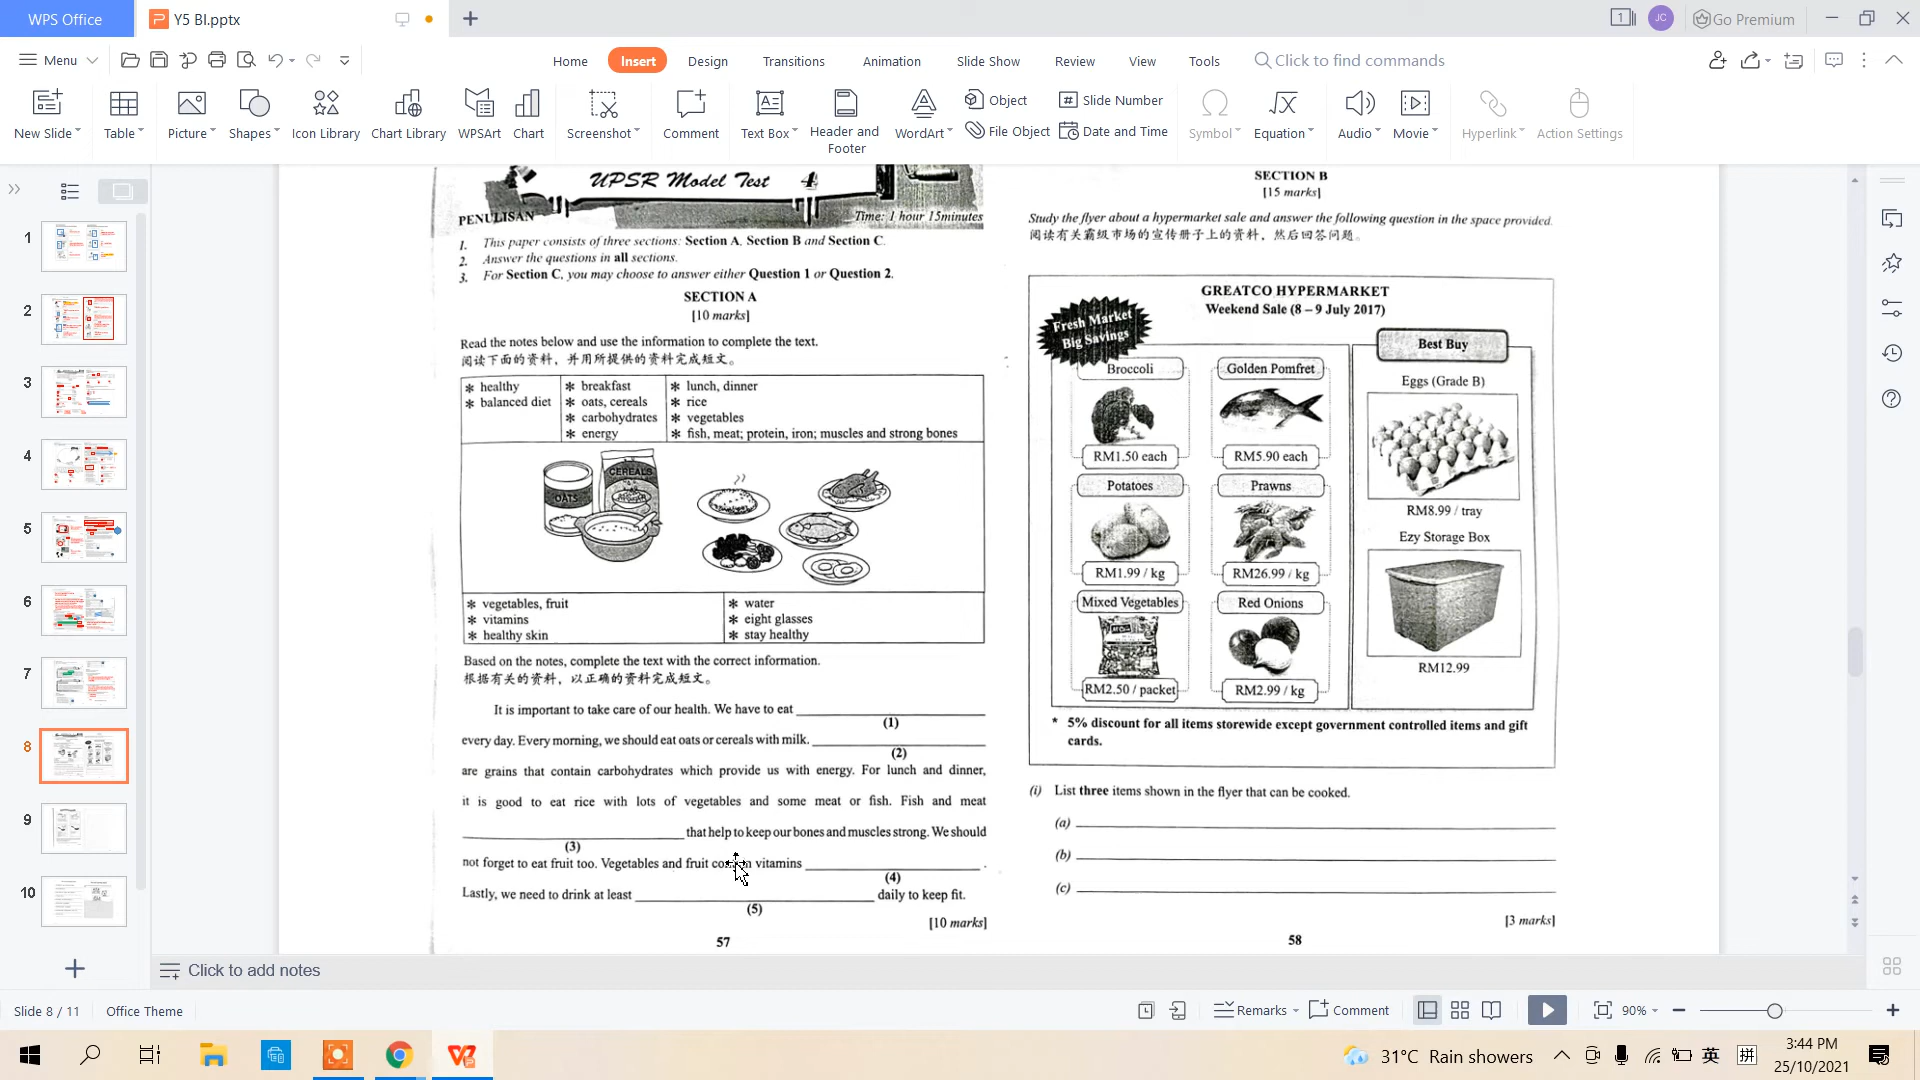 WPS Office
Y5 BI.pptx
1
JC
Go Premium
Menu
Home
Insert
Design
Transitions
Animation
Slide Show
Review
View
Tools
Click to find commands
New Slide
Table
Picture
Shapes
Icon Library
Chart Library
WPSArt
Chart
Screenshot
Comment
Text Box
Header and Footer
WordArt
Object
File Object
Slide Number
Date and Time
Symbol
Equation
Audio
Movie
Hyperlink
Action Settings
1
2
3
4
5
6
7
8
9
10
UPSR Model Test 4
PENULISAN
Time: 1 hour 15minutes
1. This paper consists of three sections: Section A, Section B and Section C.
2. Answer the questions in all sections.
3. For Section C, you may choose to answer either Question 1 or Question 2.
SECTION A
[10 marks]
Read the notes below and use the information to complete the text.
阅读下面的资料，并用所提供的资料完成短文。
* healthy
* balanced diet
* breakfast
* oats, cereals
* carbohydrates
* energy
* lunch, dinner
* rice
* vegetables
* fish, meat; protein, iron; muscles and strong bones
OATS
CEREALS
* vegetables, fruit
* vitamins
* healthy skin
* water
* eight glasses
* stay healthy
Based on the notes, complete the text with the correct information.
根据有关的资料，以正确的资料完成短文。
It is important to take care of our health. We have to eat
(1)
every day. Every morning, we should eat oats or cereals with milk.
(2)
are grains that contain carbohydrates which provide us with energy. For lunch and dinner,
it is good to eat rice with lots of vegetables and some meat or fish. Fish and meat
that help to keep our bones and muscles strong. We should
(3)
not forget to eat fruit too. Vegetables and fruit contain vitamins .
(4)
Lastly, we need to drink at least daily to keep fit.
(5)
[10 marks]
57
SECTION B
[15 marks]
Study the flyer about a hypermarket sale and answer the following question in the space provided.
阅读有关霸级市场的宣传册子上的资料，然后回答问题。
GREATCO HYPERMARKET
Weekend Sale (8 – 9 July 2017)
Fresh Market
Big Savings
Broccoli
RM1.50 each
Golden Pomfret
RM5.90 each
Potatoes
RM1.99 / kg
Prawns
RM26.99 / kg
Mixed Vegetables
RM2.50 / packet
Red Onions
RM2.99 / kg
Best Buy
Eggs (Grade B)
RM8.99 / tray
Ezy Storage Box
RM12.99
* 5% discount for all items storewide except government controlled items and gift
cards.
(i) List three items shown in the flyer that can be cooked.
(a)
(b)
(c)
[3 marks]
58
Click to add notes
Slide 8 / 11
Office Theme
Remarks
Comment
90%
31°C Rain showers
英
拼
3:44 PM
25/10/2021